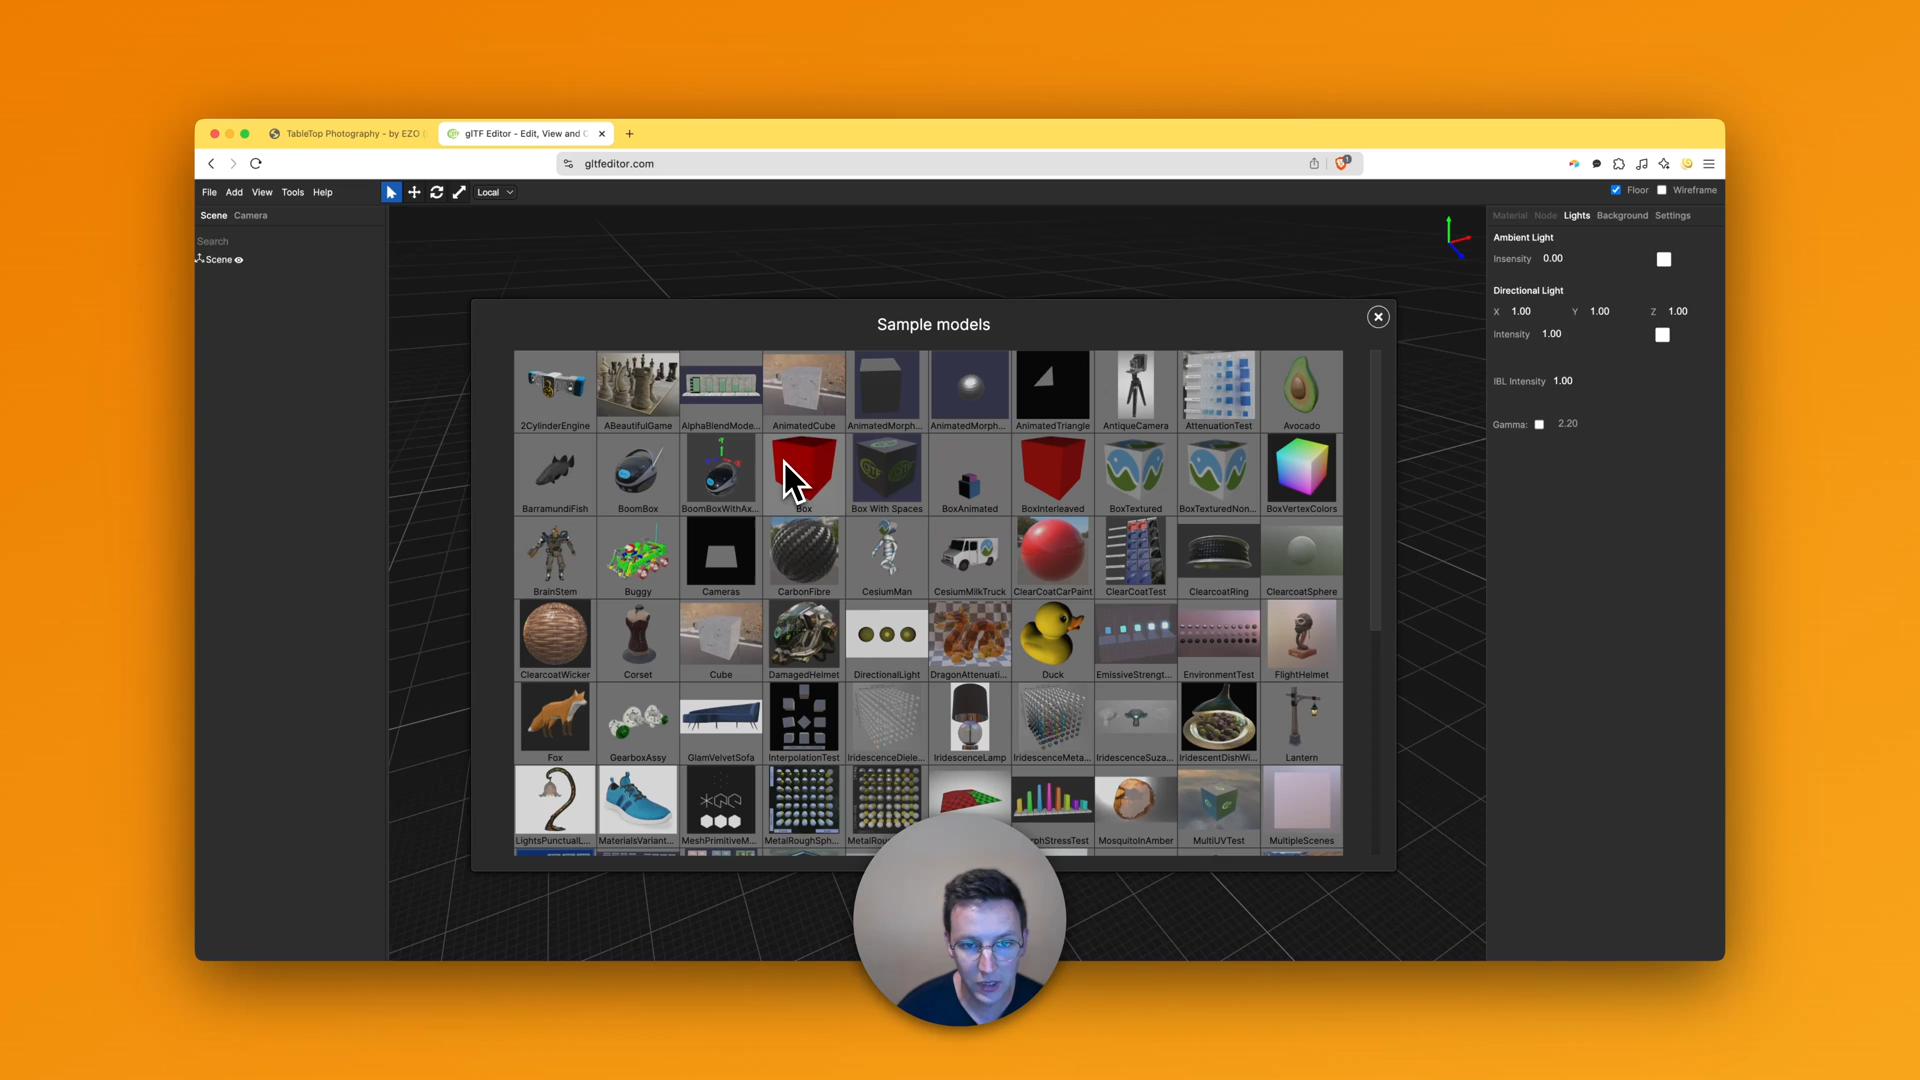 TableTop Photography - by EZO
glTF Editor - Edit, View and
gltfeditor.com
1
File Add View Tools Help
Local
Floor Wireframe
Scene Camera
Material Node Lights Background Settings
Search
Scene
Ambient Light
Insensity 0.00
Directional Light
X 1.00 Y 1.00 Z 1.00
Intensity 1.00
IBL Intensity 1.00
Gamma: 2.20
Sample models
2CylinderEngine ABeautifulGame AlphaBlendMode... AnimatedCube AnimatedMorph... AnimatedMorph... AnimatedTriangle AntiqueCamera AttenuationTest Avocado
BarramundiFish BoomBox BoomBoxWithAx... Box Box With Spaces BoxAnimated BoxInterleaved BoxTextured BoxTexturedNon... BoxVertexColors
BrainStem Buggy Cameras CarbonFibre CesiumMan CesiumMilkTruck ClearCoatCarPaint ClearCoatTest ClearcoatRing ClearcoatSphere
ClearcoatWicker Corset Cube DamagedHelmet DirectionalLight DragonAttenuati... Duck EmissiveStrengt... EnvironmentTest FlightHelmet
Fox GearboxAssy GlamVelvetSofa InterpolationTest IridescenceDiele... IridescenceLamp IridescenceMeta... IridescenceSuza... IridescentDishWi... Lantern
LightsPunctualL... MaterialsVariant... MeshPrimitiveM... MetalRoughSph... MetalRou rphStressTest MosquitoInAmber MultiUVTest MultipleScenes